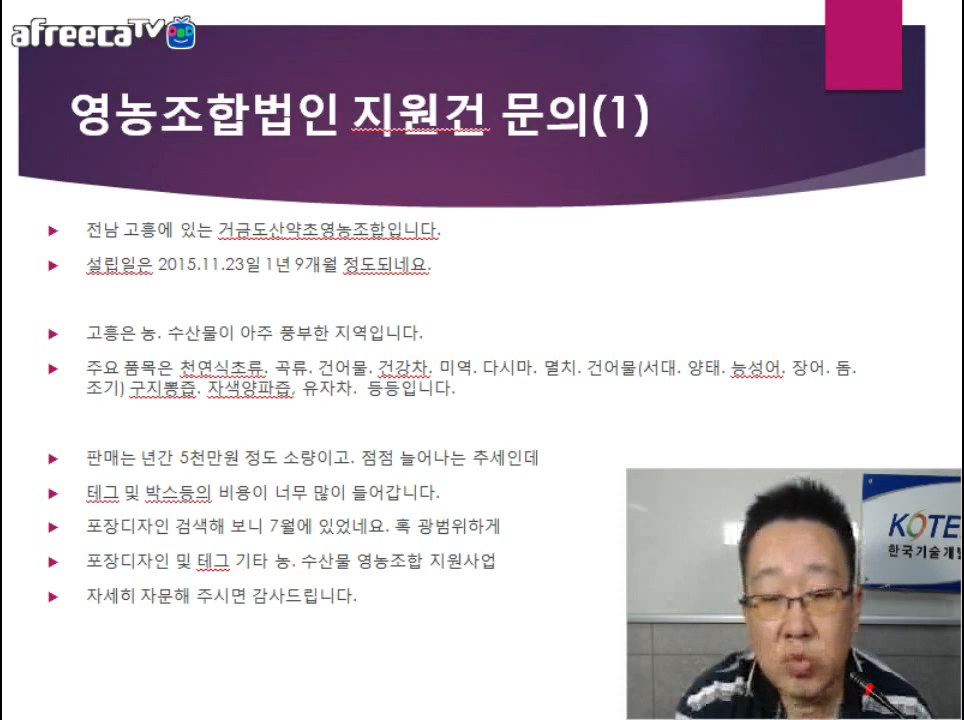 afreecaTV
영농조합법인 지원건 문의(1)
전남 고흥에 있는 거금도산약초영농조합입니다.
설립일은 2015.11.23일 1년 9개월 정도되네요.
고흥은 농. 수산물이 아주 풍부한 지역입니다.
주요 품목은 천연식초류. 곡류. 건어물. 건강차. 미역. 다시마. 멸치. 건어물(서대. 양태. 능성어. 장어. 돔.
조기) 구지뽕즙. 자색양파즙. 유자차. 등등입니다.
판매는 년간 5천만원 정도 소량이고. 점점 늘어나는 추세인데
테그 및 박스등의 비용이 너무 많이 들어갑니다.
포장디자인 검색해 보니 7월에 있었네요. 혹 광범위하게
포장디자인 및 테그 기타 농. 수산물 영농조합 지원사업
자세히 자문해 주시면 감사드립니다.
KOTE
한국기술개발